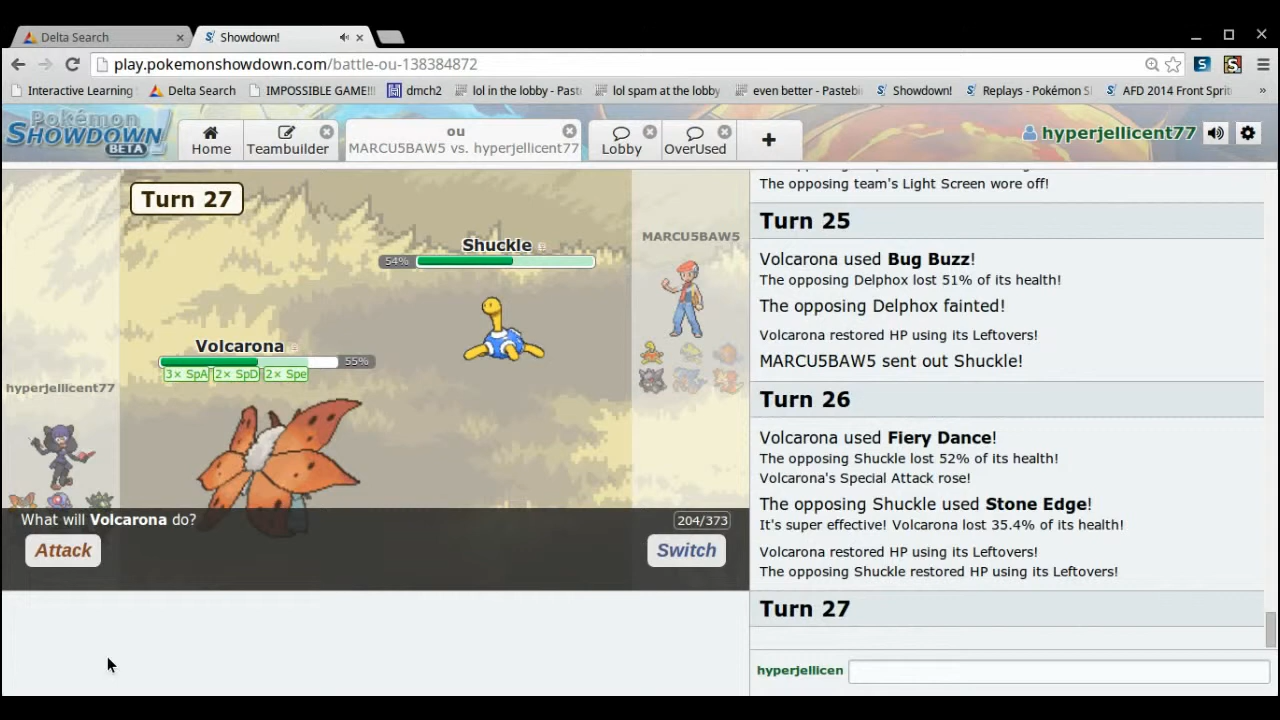 Delta Search
Showdown!
play.pokemonshowdown.com/battle-ou-138384872
Interactive Learning Delta Search IMPOSSIBLE GAME!!! dmch2 lol in the lobby - Past lol spam at the lobby even better - Pastebi Showdown! Replays - Pokémon S AFD 2014 Front Sprit »
Pokémon
SHOWDOWN!
BETA
Home
Teambuilder
ou
MARCU5BAW5 vs. hyperjellicent77
Lobby
OverUsed
hyperjellicent77
Turn 27
Shuckle
54%
Volcarona
55%
3× SpA 2× SpD 2× Spe
hyperjellicent77
MARCU5BAW5
What will Volcarona do?
204/373
Attack
Switch
The opposing team's Light Screen wore off!
Turn 25
Volcarona used Bug Buzz!
The opposing Delphox lost 51% of its health!
The opposing Delphox fainted!
Volcarona restored HP using its Leftovers!
MARCU5BAW5 sent out Shuckle!
Turn 26
Volcarona used Fiery Dance!
The opposing Shuckle lost 52% of its health!
Volcarona's Special Attack rose!
The opposing Shuckle used Stone Edge!
It's super effective! Volcarona lost 35.4% of its health!
Volcarona restored HP using its Leftovers!
The opposing Shuckle restored HP using its Leftovers!
Turn 27
hyperjellicen